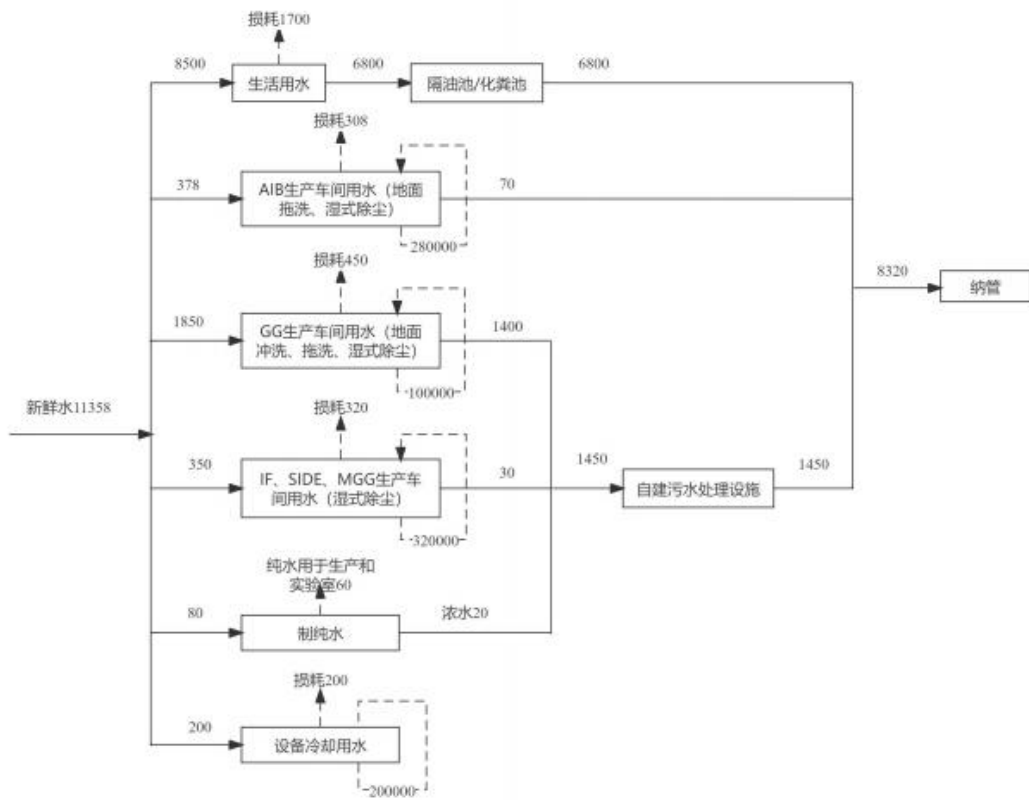 损耗1700
8500
生活用水
6800
隔油池/化粪池
6800
损耗308
378
AIB生产车间用水（地面
拖洗、湿式除尘）
70
280000
损耗450
8320
纳管
1850
GG生产车间用水（地面
冲洗、拖洗、湿式除尘）
1400
100000
新鲜水11358
损耗320
350
IF、SIDE、MGG生产车
间用水（湿式除尘）
30
1450
自建污水处理设施
1450
320000
纯水用于生产和
实验室60
80
制纯水
浓水20
损耗200
200
设备冷却用水
200000